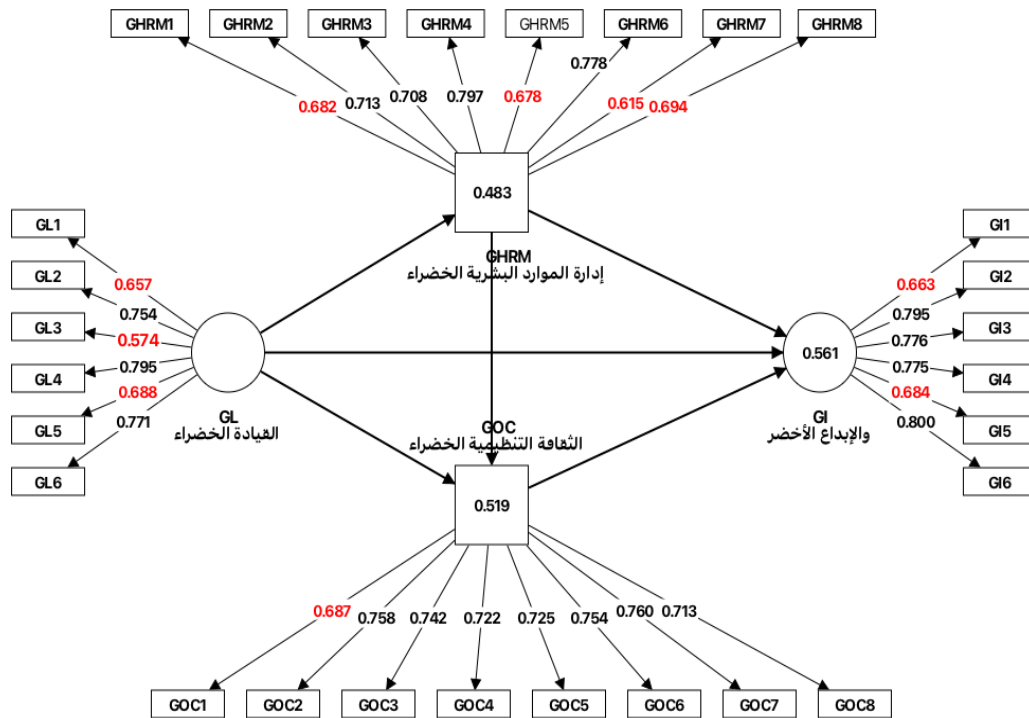 GHRM1 GHRM2 GHRM3 GHRM4 GHRM5 GHRM6 GHRM7 GHRM8
0.682 0.713 0.708 0.797 0.678 0.778 0.615 0.694
0.483
GHRM
إدارة الموارد البشرية الخضراء
GL1
GL2
GL3
GL4
GL5
GL6
0.657
0.754
0.574
0.795
0.688
0.771
GL
القيادة الخضراء
GI1
GI2
GI3
GI4
GI5
GI6
0.663
0.795
0.776
0.775
0.684
0.800
0.561
GI
والإبداع الأخضر
GOC
الثقافة التنظيمية الخضراء
0.519
0.687 0.758 0.742 0.722 0.725 0.754 0.760 0.713
GOC1 GOC2 GOC3 GOC4 GOC5 GOC6 GOC7 GOC8